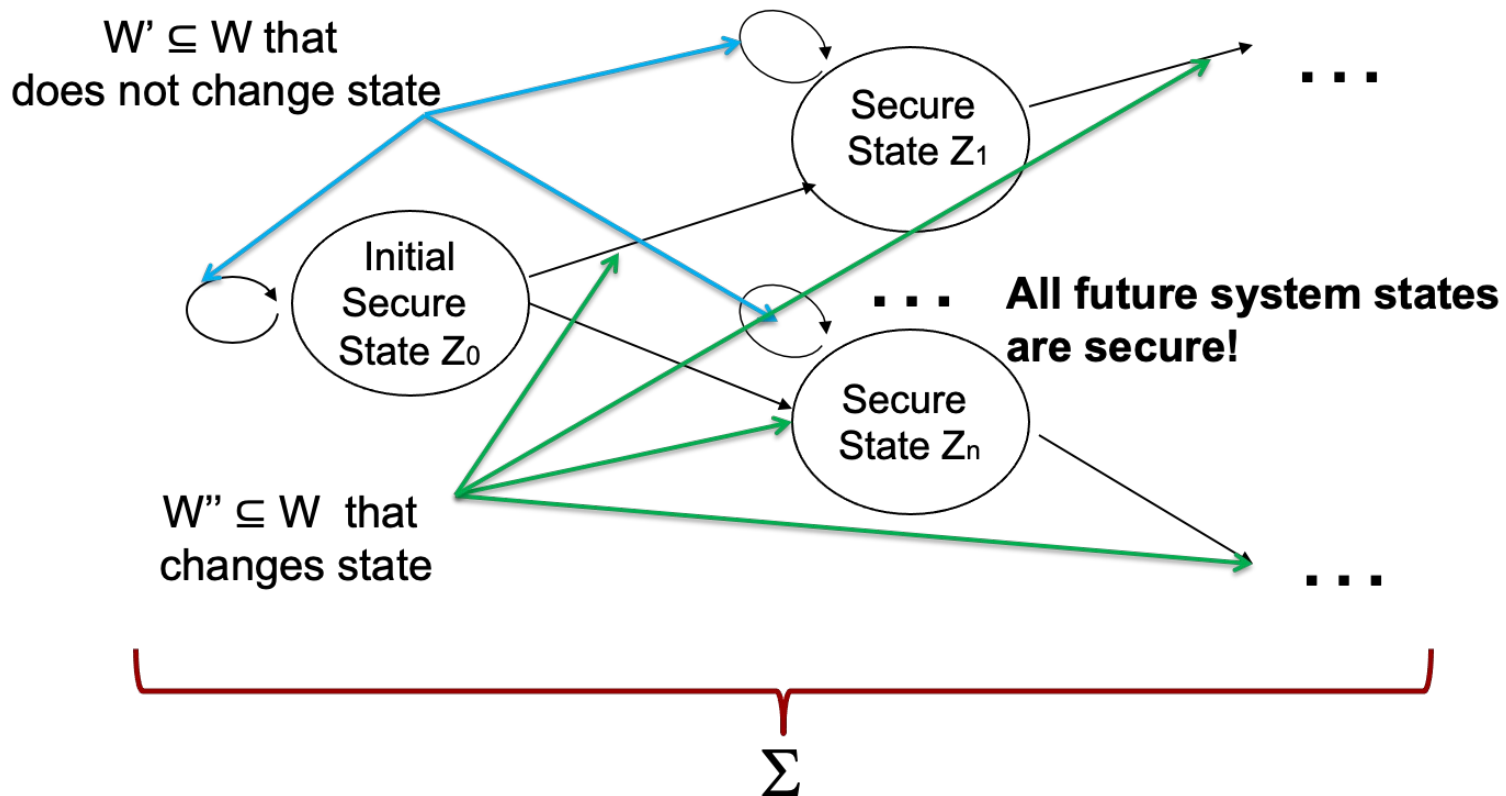 W' ⊆ W that
does not change state
Secure
State Z₁
. . .
Initial
Secure
State Z₀
. . .
All future system states
are secure!
Secure
State Zₙ
W'' ⊆ W that
changes state
. . .
Σ